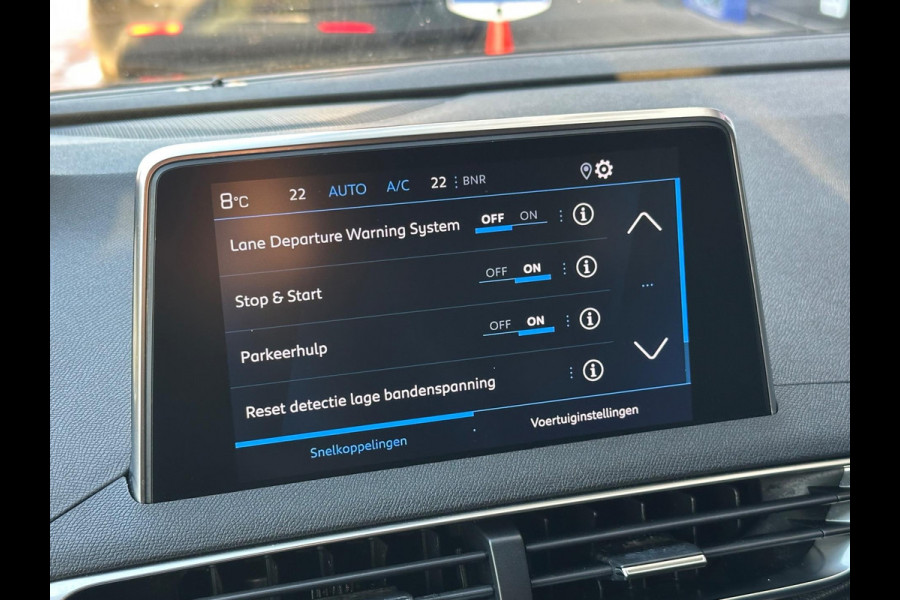 8°C 22 AUTO A/C 22 BNR
Lane Departure Warning System OFF ON
Stop & Start OFF ON
Parkeerhulp OFF ON
Reset detectie lage bandenspanning
Snelkoppelingen Voertuiginstellingen